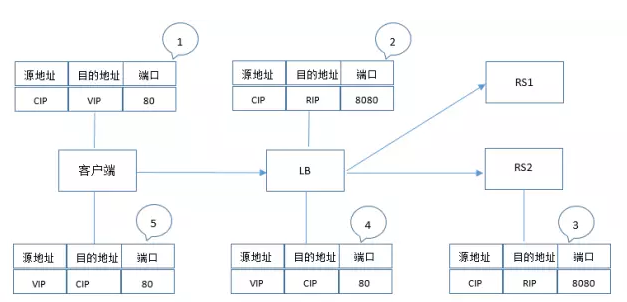 1
2
源地址 目的地址 端口
CIP VIP 80
源地址 目的地址 端口
CIP RIP 8080
RS1
客户端
LB
RS2
5
4
3
源地址 目的地址 端口
VIP CIP 80
源地址 目的地址 端口
VIP CIP 80
源地址 目的地址 端口
CIP RIP 8080